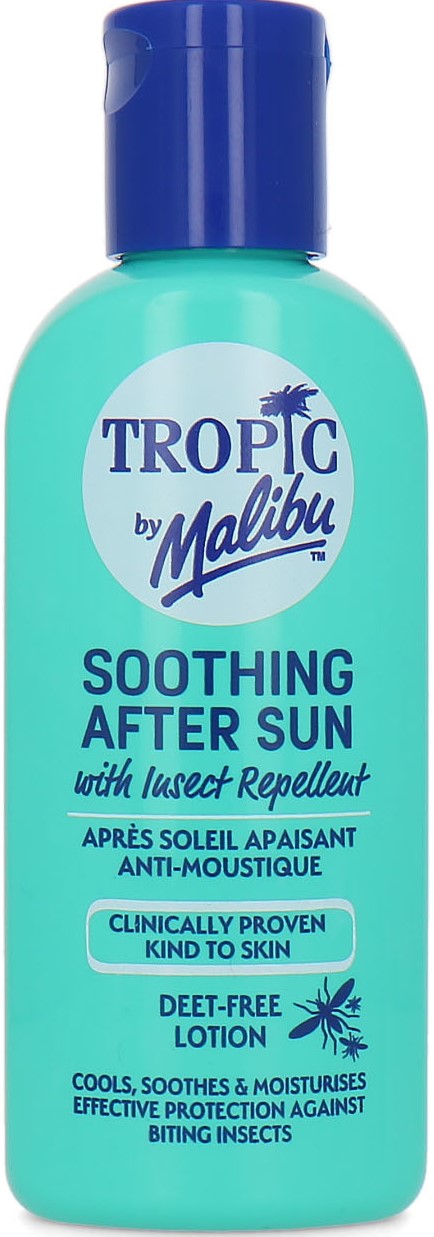 TROPIC
by Malibu
TM
SOOTHING
AFTER SUN
with Insect Repellent
APRÈS SOLEIL APAISANT
ANTI-MOUSTIQUE
CLINICALLY PROVEN
KIND TO SKIN
DEET-FREE
LOTION
COOLS, SOOTHES & MOISTURISES
EFFECTIVE PROTECTION AGAINST
BITING INSECTS